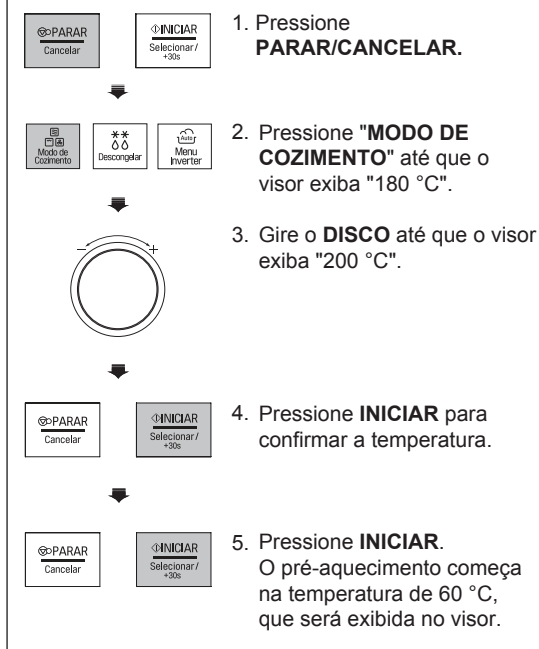 PARAR
Cancelar
INICIAR
Selecionar/
+30s
1. Pressione
PARAR/CANCELAR.
Modo de
Cozimento
Descongelar
Auto
Menu
Inverter
2. Pressione "MODO DE
COZIMENTO" até que o
visor exiba "180 °C".
- +
3. Gire o DISCO até que o visor
exiba "200 °C".
PARAR
Cancelar
INICIAR
Selecionar/
+30s
4. Pressione INICIAR para
confirmar a temperatura.
PARAR
Cancelar
INICIAR
Selecionar/
+30s
5. Pressione INICIAR.
O pré-aquecimento começa
na temperatura de 60 °C,
que será exibida no visor.